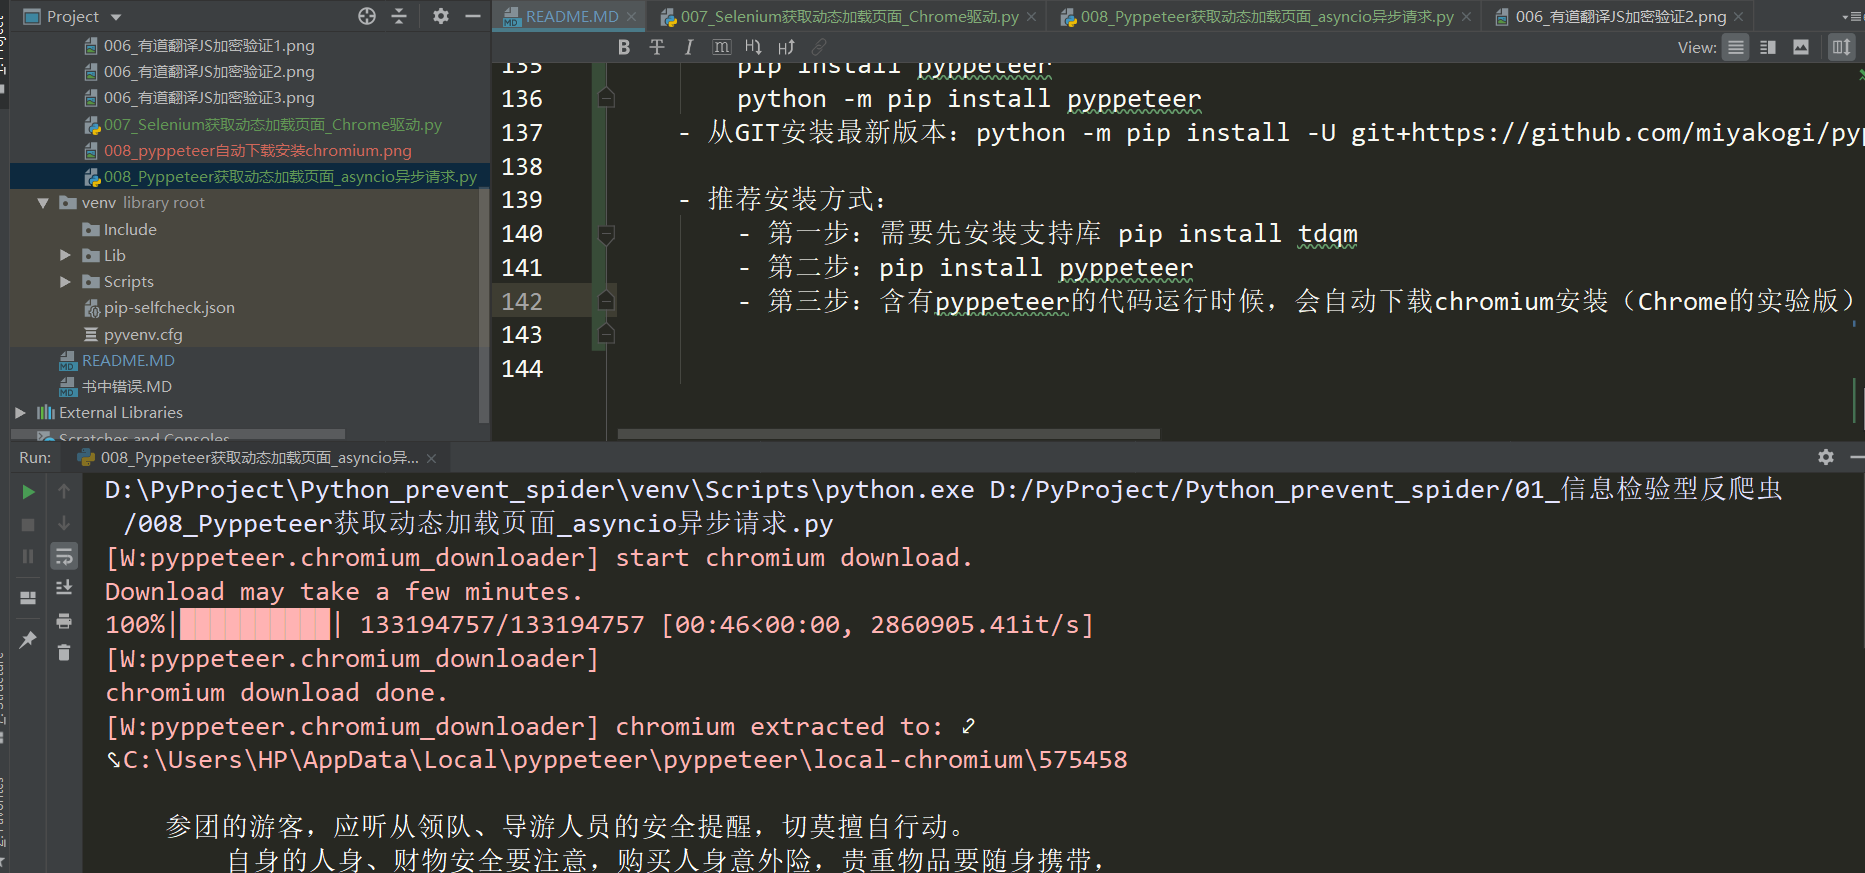 Project
README.MD
007_Selenium获取动态加载页面_Chrome驱动.py
008_Pyppeteer获取动态加载页面_asyncio异步请求.py
006_有道翻译JS加密验证2.png
View:
006_有道翻译JS加密验证1.png
006_有道翻译JS加密验证2.png
006_有道翻译JS加密验证3.png
007_Selenium获取动态加载页面_Chrome驱动.py
008_pyppeteer自动下载安装chromium.png
008_Pyppeteer获取动态加载页面_asyncio异步请求.py
venv library root
Include
Lib
Scripts
pip-selfcheck.json
pyvenv.cfg
README.MD
书中错误.MD
External Libraries
Scratches and Consoles
135 pip install pyppeteer
136 python -m pip install pyppeteer
137 - 从GIT安装最新版本：python -m pip install -U git+https://github.com/miyakogi/pyp
138
139 - 推荐安装方式：
140 - 第一步：需要先安装支持库 pip install tdqm
141 - 第二步：pip install pyppeteer
142 - 第三步：含有pyppeteer的代码运行时候，会自动下载chromium安装（Chrome的实验版）
143
144
Run: 008_Pyppeteer获取动态加载页面_asyncio异...
D:\PyProject\Python_prevent_spider\venv\Scripts\python.exe D:/PyProject/Python_prevent_spider/01_信息检验型反爬虫
/008_Pyppeteer获取动态加载页面_asyncio异步请求.py
[W:pyppeteer.chromium_downloader] start chromium download.
Download may take a few minutes.
100%|██████████| 133194757/133194757 [00:46<00:00, 2860905.41it/s]
[W:pyppeteer.chromium_downloader]
chromium download done.
[W:pyppeteer.chromium_downloader] chromium extracted to:
C:\Users\HP\AppData\Local\pyppeteer\pyppeteer\local-chromium\575458
参团的游客，应听从领队、导游人员的安全提醒，切莫擅自行动。
自身的人身、财物安全要注意，购买人身意外险，贵重物品要随身携带，